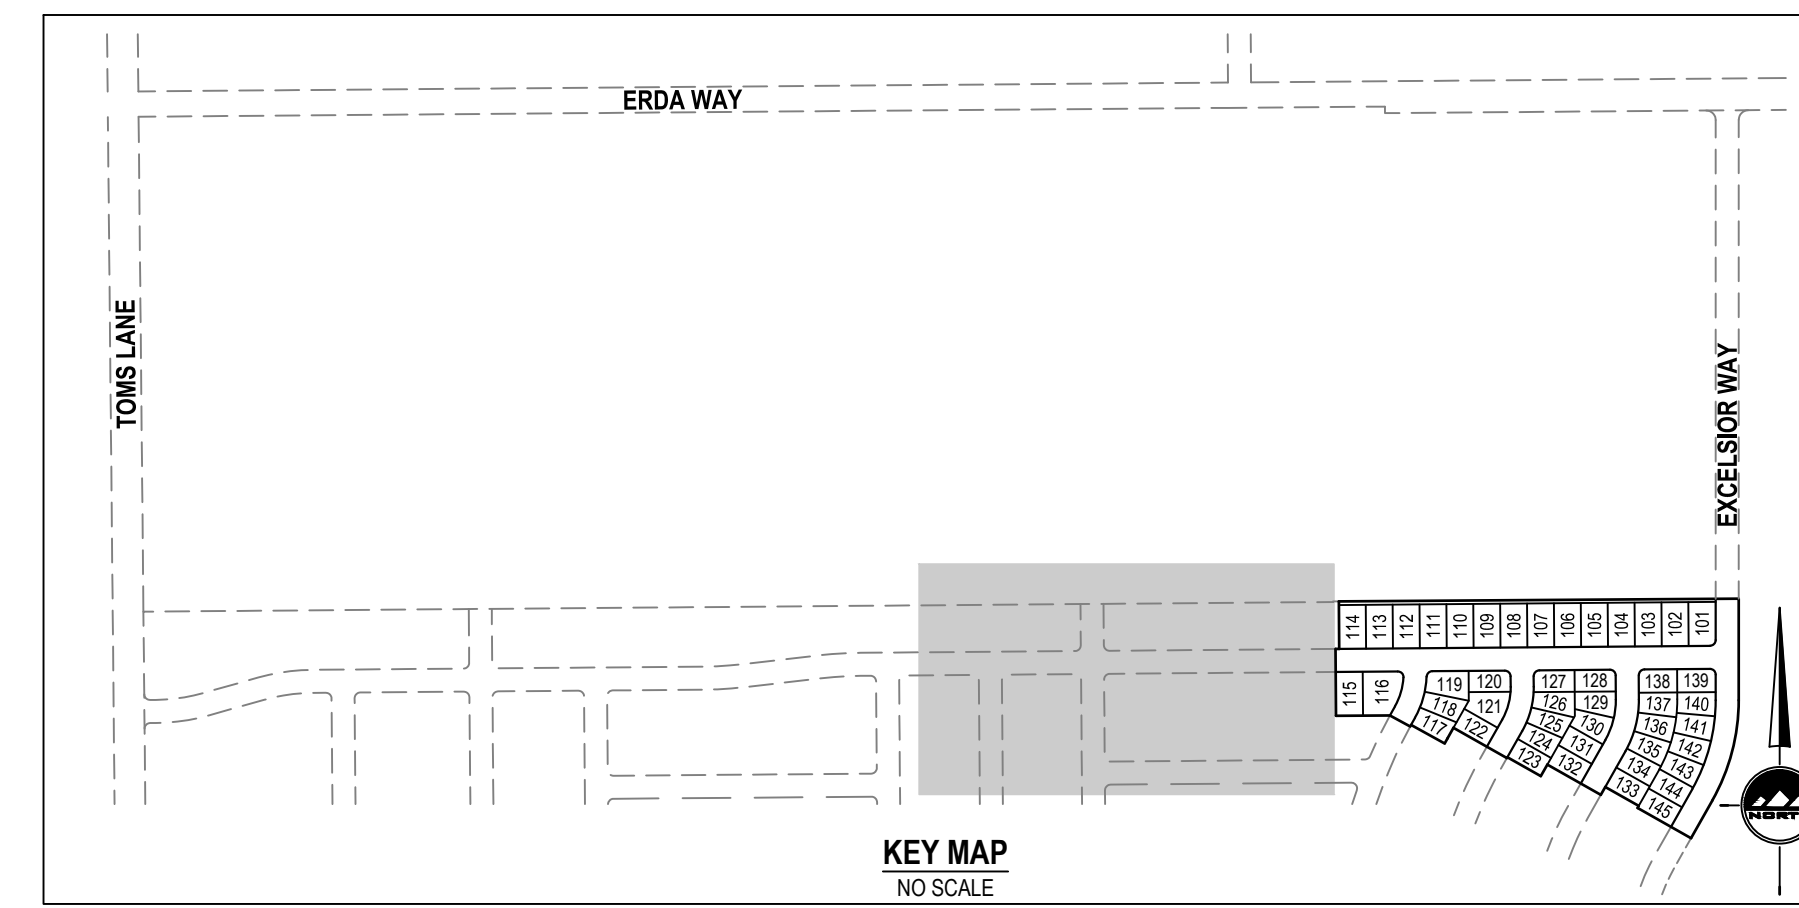 ERDA WAY
TOMS LANE
EXCELSIOR WAY
114 113 112 111 110 109 108 107 106 105 104 103 102 101
115 116 119 120 127 128 138 139
118 121 126 129 137 140
117 122 125 130 136 141
124 131 135 142
123 132 134 143
133 144
145
KEY MAP
NO SCALE